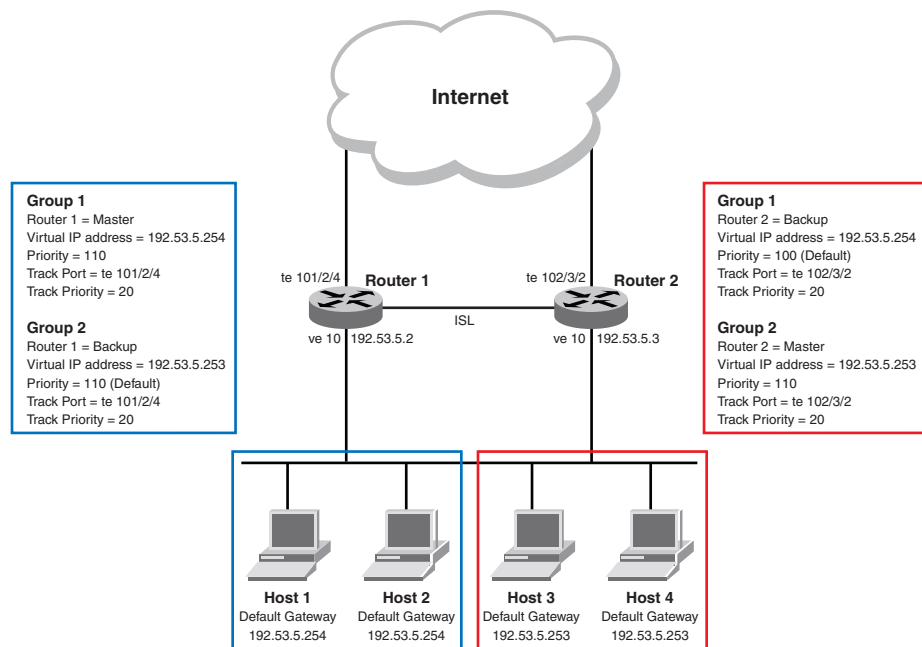 Internet
Group 1
Router 1 = Master
Virtual IP address = 192.53.5.254
Priority = 110
Track Port = te 101/2/4
Track Priority = 20
Group 2
Router 1 = Backup
Virtual IP address = 192.53.5.253
Priority = 110 (Default)
Track Port = te 101/2/4
Track Priority = 20
te 101/2/4
Router 1
ve 10
192.53.5.2
ISL
te 102/3/2
Router 2
ve 10
192.53.5.3
Group 1
Router 2 = Backup
Virtual IP address = 192.53.5.254
Priority = 100 (Default)
Track Port = te 102/3/2
Track Priority = 20
Group 2
Router 2 = Master
Virtual IP address = 192.53.5.253
Priority = 110
Track Port = te 102/3/2
Track Priority = 20
Host 1
Default Gateway
192.53.5.254
Host 2
Default Gateway
192.53.5.254
Host 3
Default Gateway
192.53.5.253
Host 4
Default Gateway
192.53.5.253